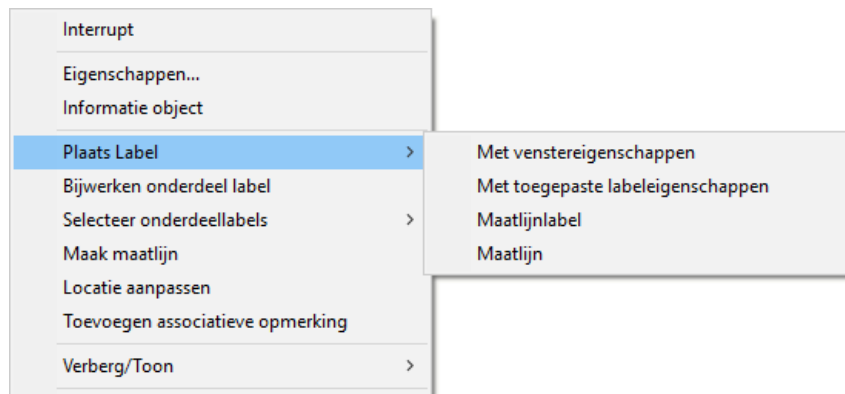 Interrupt
Eigenschappen...
Informatie object
Plaats Label
Bijwerken onderdeel label
Selecteer onderdeellabels
Maak maatlijn
Locatie aanpassen
Toevoegen associatieve opmerking
Verberg/Toon
Met venstereigenschappen
Met toegepaste labeleigenschappen
Maatlijnlabel
Maatlijn